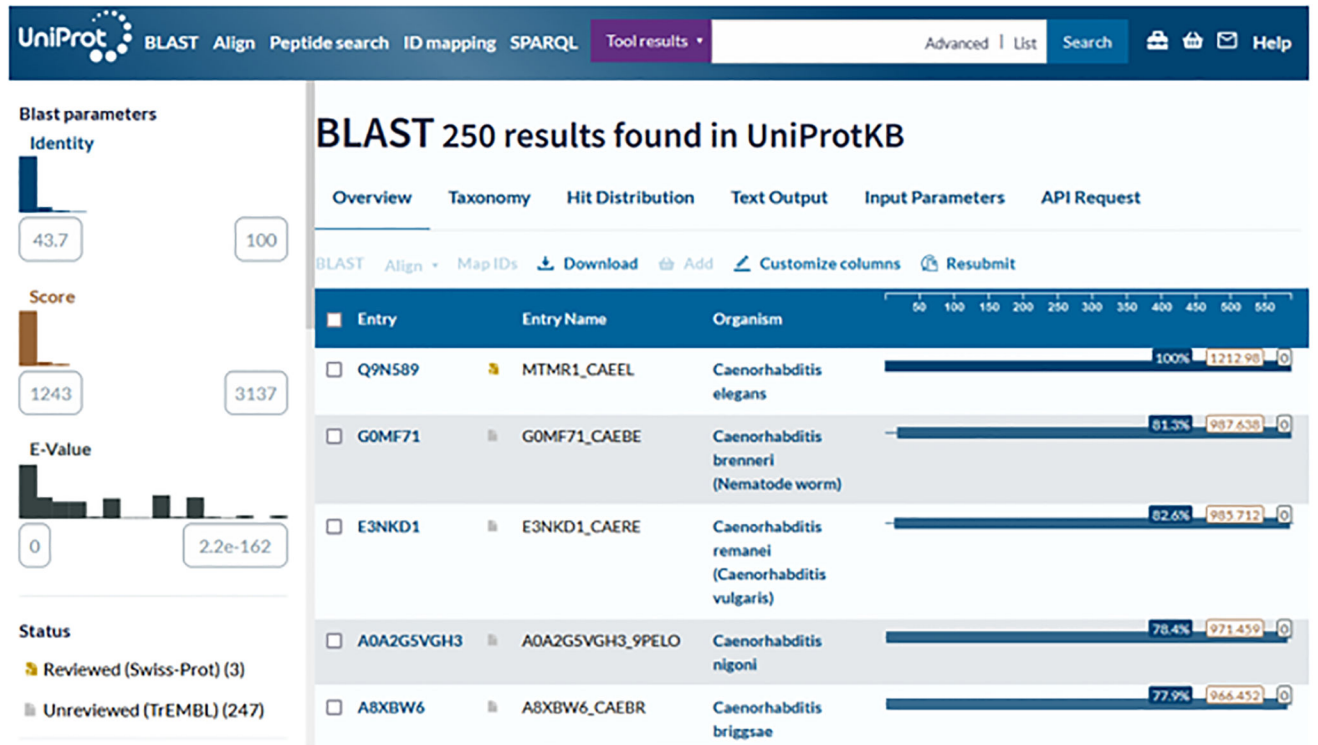 UniProt BLAST Align Peptide search ID mapping SPARQL Tool results Advanced | List Search Help
Blast parameters
Identity
43.7 100
Score
1243 3137
E-Value
0 2.2e-162
Status
Reviewed (Swiss-Prot) (3)
Unreviewed (TrEMBL) (247)
BLAST 250 results found in UniProtKB
Overview Taxonomy Hit Distribution Text Output Input Parameters API Request
BLAST Align Map IDs Download Add Customize columns Resubmit
Entry Entry Name Organism 50 100 150 200 250 300 350 400 450 500 550
Q9N589 MTMR1_CAEEL Caenorhabditis 100% 1212.98 0
elegans
G0MF71 G0MF71_CAEBE Caenorhabditis 81.3% 987.638 0
brenneri
(Nematode worm)
E3NKD1 E3NKD1_CAERE Caenorhabditis 82.6% 985.712 0
remanei
(Caenorhabditis
vulgaris)
A0A2G5VGH3 A0A2G5VGH3_9PELO Caenorhabditis 78.4% 971.459 0
nigoni
A8XBW6 A8XBW6_CAEBR Caenorhabditis 77.9% 966.452 0
briggsae